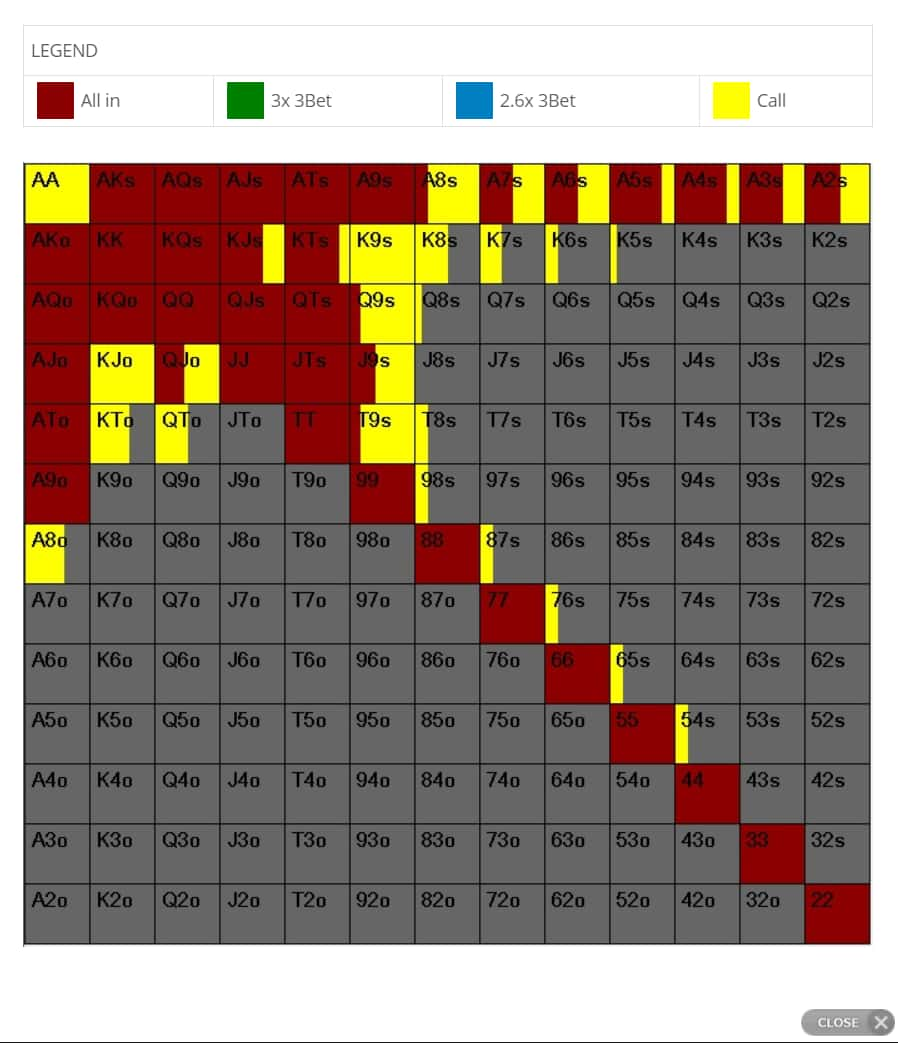 LEGEND
All in 3x 3Bet 2.6x 3Bet Call
AA AKs AQs AJs ATs A9s A8s A7s A6s A5s A4s A3s A2s
AKo KK KQs KJs KTs K9s K8s K7s K6s K5s K4s K3s K2s
AQo KQo QQ QJs QTs Q9s Q8s Q7s Q6s Q5s Q4s Q3s Q2s
AJo KJo QJo JJ JTs J9s J8s J7s J6s J5s J4s J3s J2s
ATo KTo QTo JTo TT T9s T8s T7s T6s T5s T4s T3s T2s
A9o K9o Q9o J9o T9o 99 98s 97s 96s 95s 94s 93s 92s
A8o K8o Q8o J8o T8o 98o 88 87s 86s 85s 84s 83s 82s
A7o K7o Q7o J7o T7o 97o 87o 77 76s 75s 74s 73s 72s
A6o K6o Q6o J6o T6o 96o 86o 76o 66 65s 64s 63s 62s
A5o K5o Q5o J5o T5o 95o 85o 75o 65o 55 54s 53s 52s
A4o K4o Q4o J4o T4o 94o 84o 74o 64o 54o 44 43s 42s
A3o K3o Q3o J3o T3o 93o 83o 73o 63o 53o 43o 33 32s
A2o K2o Q2o J2o T2o 92o 82o 72o 62o 52o 42o 32o 22
CLOSE